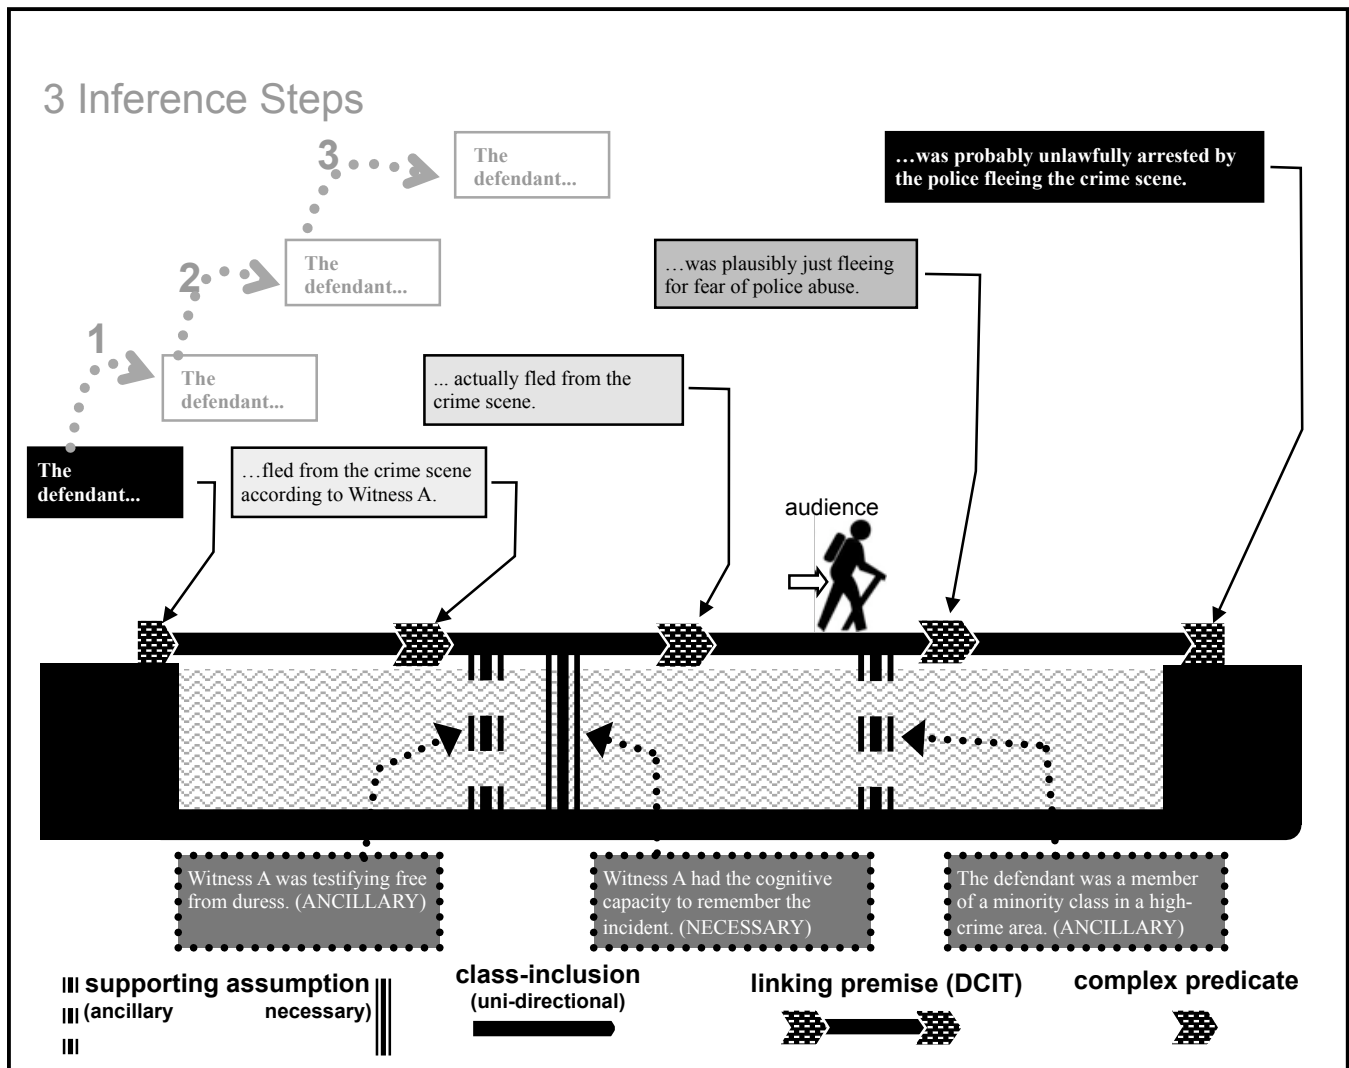 3 Inference Steps
3
The
defendant...
…was probably unlawfully arrested by
the police fleeing the crime scene.
2
The
defendant...
…was plausibly just fleeing
for fear of police abuse.
1
The
defendant...
... actually fled from the
crime scene.
The
defendant...
…fled from the crime scene
according to Witness A.
audience
Witness A was testifying free
from duress. (ANCILLARY)
Witness A had the cognitive
capacity to remember the
incident. (NECESSARY)
The defendant was a member
of a minority class in a high-
crime area. (ANCILLARY)
supporting assumption
(ancillary necessary)
class-inclusion
(uni-directional)
linking premise (DCIT)
complex predicate